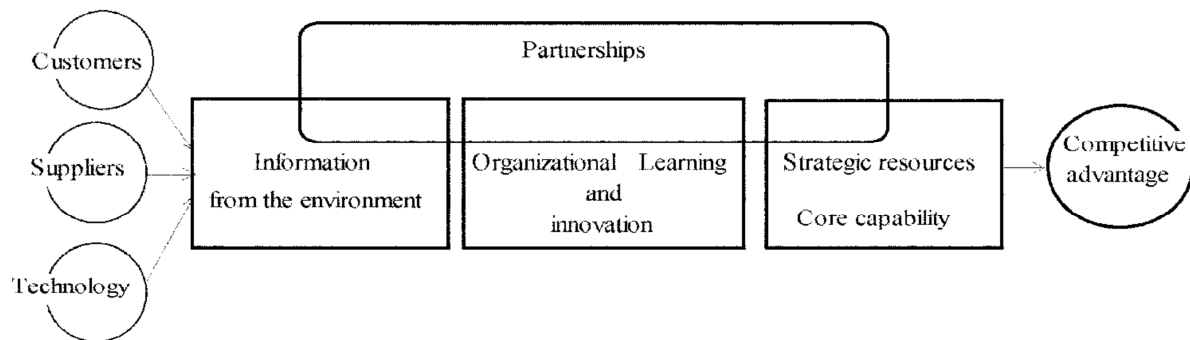 Customers
Suppliers
Technology
Partnerships
Information
from the environment
Organizational Learning
and
innovation
Strategic resources
Core capability
Competitive
advantage